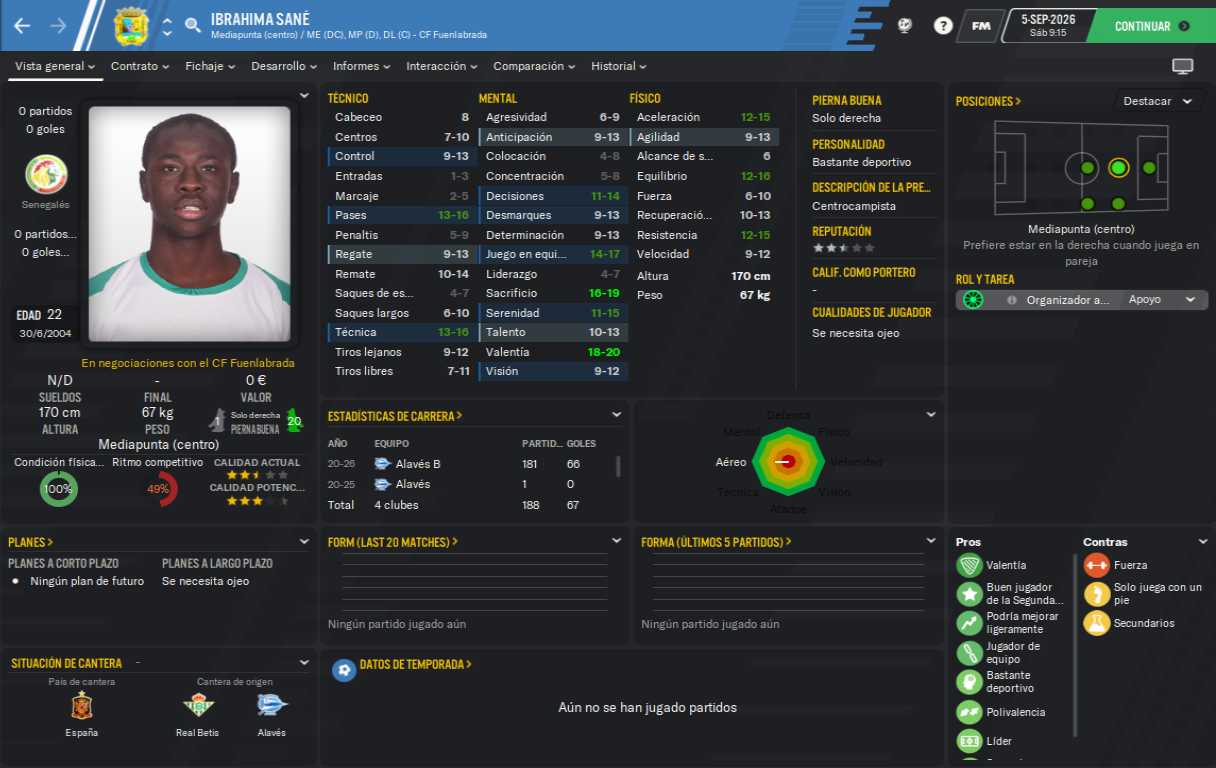 IBRAHIMA SANÉ
Mediapunta (centro) / ME (DC), MP (D), DL (C) - CF Fuenlabrada
?
FM
5-SEP-2026
Sáb 9:15
CONTINUAR
Vista general
Contrato
Fichaje
Desarrollo
Informes
Interacción
Comparación
Historial
0 partidos
0 goles
Senegalés
0 partidos...
0 goles...
EDAD 22
30/6/2004
En negociaciones con el CF Fuenlabrada
N/D - 0 €
SUELDOS FINAL VALOR
170 cm 67 kg 1 Solo derecha 20
ALTURA PESO PIERNA BUENA
Mediapunta (centro)
Condición física... Ritmo competitivo CALIDAD ACTUAL
100% 49%
CALIDAD POTENC...
TÉCNICO
Cabeceo 8
Centros 7-10
Control 9-13
Entradas 1-3
Marcaje 2-5
Pases 13-16
Penaltis 5-9
Regate 9-13
Remate 10-14
Saques de es... 4-7
Saques largos 6-10
Técnica 13-16
Tiros lejanos 9-12
Tiros libres 7-11
MENTAL
Agresividad 6-9
Anticipación 9-13
Colocación 4-8
Concentración 5-8
Decisiones 11-14
Desmarques 9-13
Determinación 9-13
Juego en equi... 14-17
Liderazgo 4-7
Sacrificio 16-19
Serenidad 11-15
Talento 10-13
Valentía 18-20
Visión 9-12
FÍSICO
Aceleración 12-15
Agilidad 9-13
Alcance de s... 6
Equilibrio 12-16
Fuerza 6-10
Recuperació... 10-13
Resistencia 12-15
Velocidad 9-12
Altura 170 cm
Peso 67 kg
PIERNA BUENA
Solo derecha
PERSONALIDAD
Bastante deportivo
DESCRIPCIÓN DE LA PRE...
Centrocampista
REPUTACIÓN
CALIF. COMO PORTERO
-
CUALIDADES DE JUGADOR
Se necesita ojeo
POSICIONES >
Destacar
Mediapunta (centro)
Prefiere estar en la derecha cuando juega en
pareja
ROL Y TAREA
Organizador a... Apoyo
ESTADÍSTICAS DE CARRERA >
AÑO EQUIPO PARTID... GOLES
20-26 Alavés B 181 66
20-25 Alavés 1 0
Total 4 clubes 188 67
Defensa
Mental Físico
Aéreo Velocidad
Técnica Visión
Ataque
PLANES >
PLANES A CORTO PLAZO PLANES A LARGO PLAZO
• Ningún plan de futuro Se necesita ojeo
FORM (LAST 20 MATCHES) >
Ningún partido jugado aún
FORMA (ÚLTIMOS 5 PARTIDOS) >
Ningún partido jugado aún
Pros
Valentía
Buen jugador
de la Segunda...
Podría mejorar
ligeramente
Jugador de
equipo
Bastante
deportivo
Polivalencia
Líder
Contras
Fuerza
Solo juega con un
pie
Secundarios
SITUACIÓN DE CANTERA -
País de cantera Cantera de origen
España Real Betis Alavés
DATOS DE TEMPORADA >
Aún no se han jugado partidos